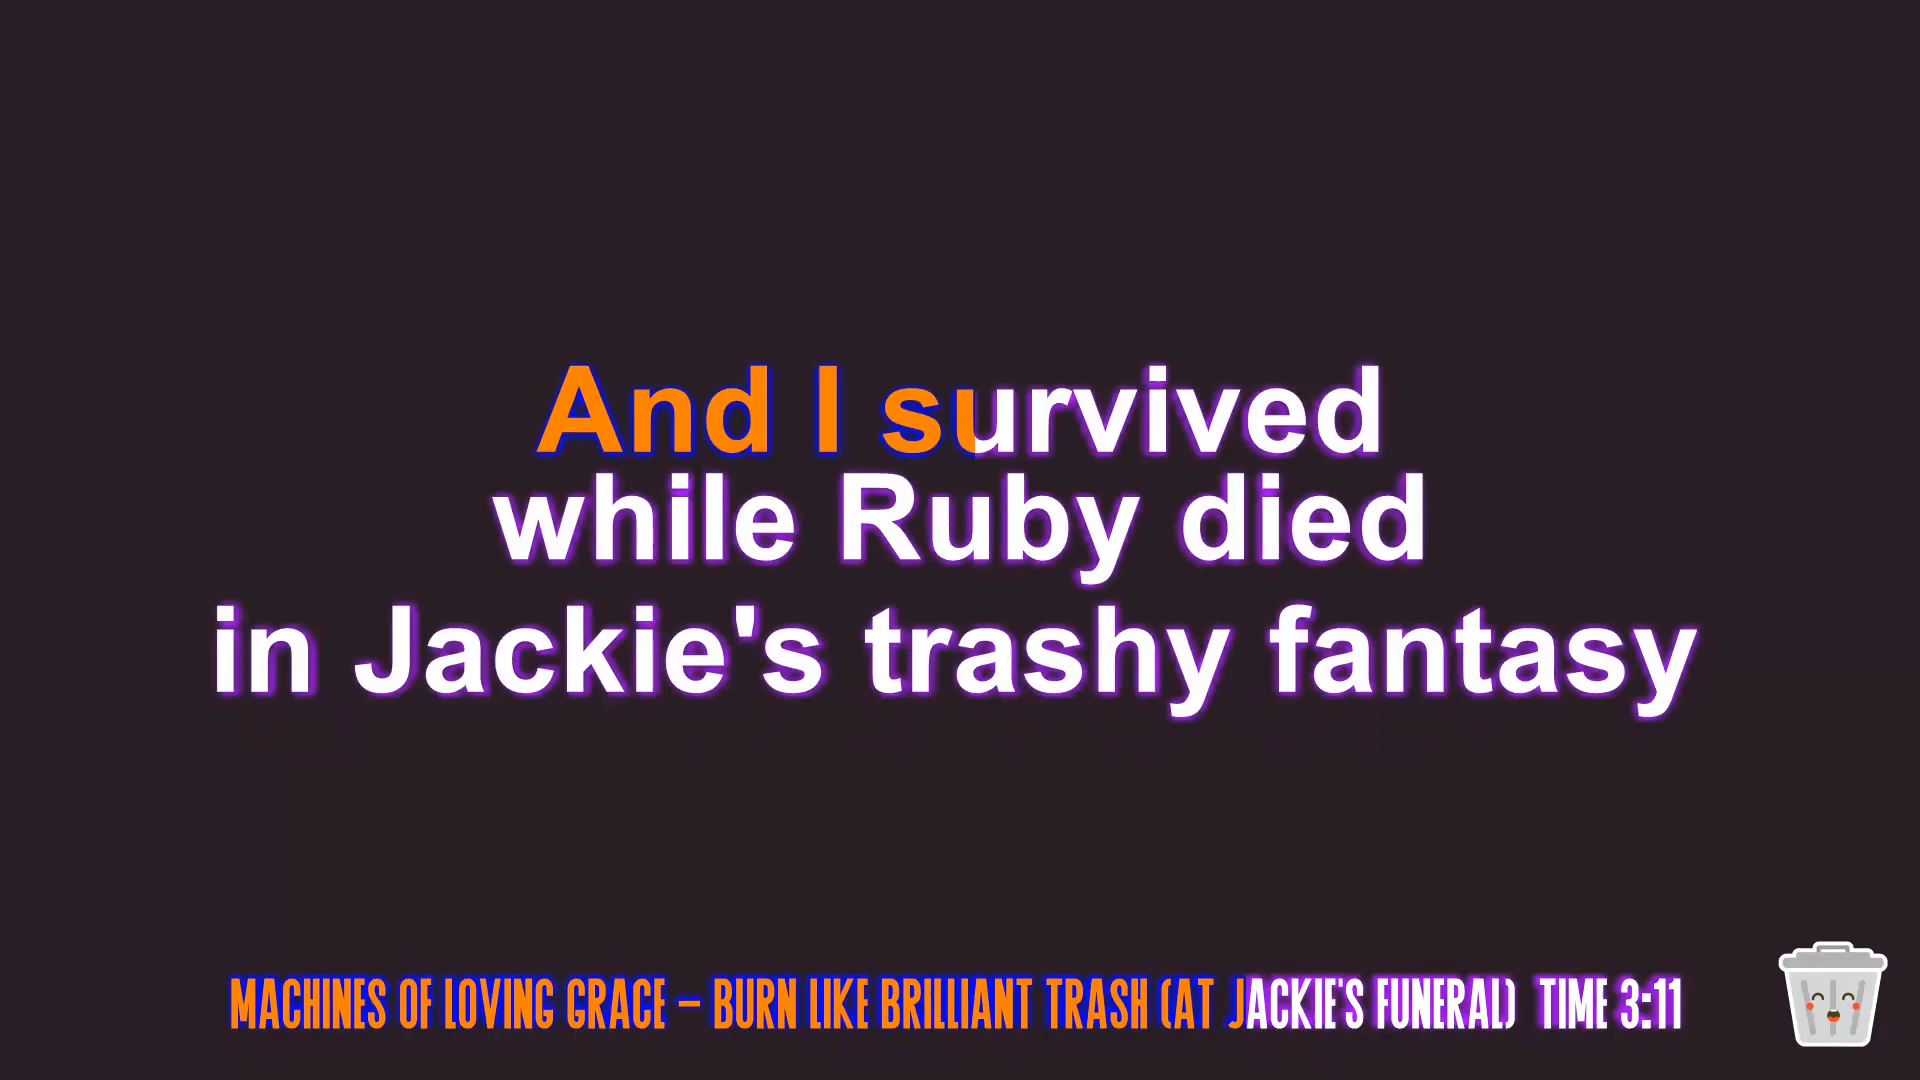 And I survived
while Ruby died
in Jackie's trashy fantasy
MACHINES OF LOVING GRACE – BURN LIKE BRILLIANT TRASH (AT JACKIE'S FUNERAL) TIME 3:11